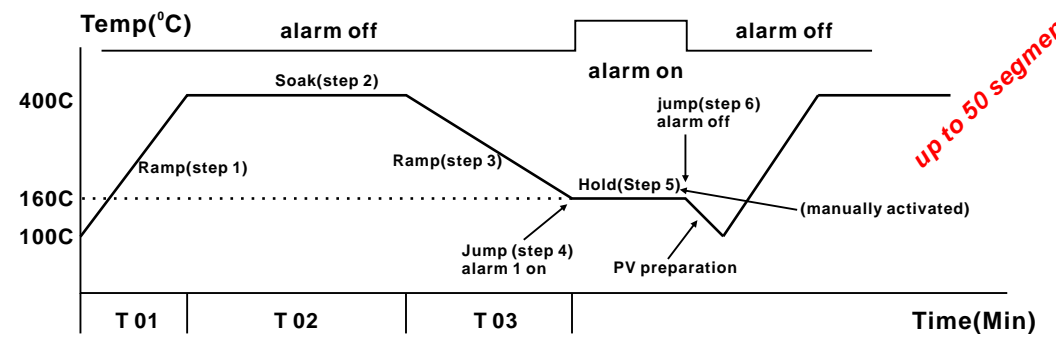 Temp(⁰C)
alarm off
alarm off
alarm on
Soak(step 2)
400C
jump(step 6)
alarm off
Ramp(step 1)
Ramp(step 3)
Hold(Step 5)
160C
(manually activated)
100C
Jump (step 4)
alarm 1 on
PV preparation
T 01
T 02
T 03
Time(Min)
up to 50 segmen